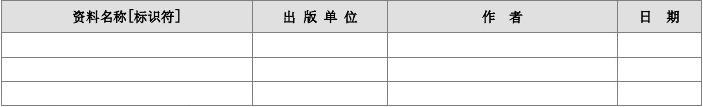 资料名称[标识符] 出 版 单 位 作 者 日 期